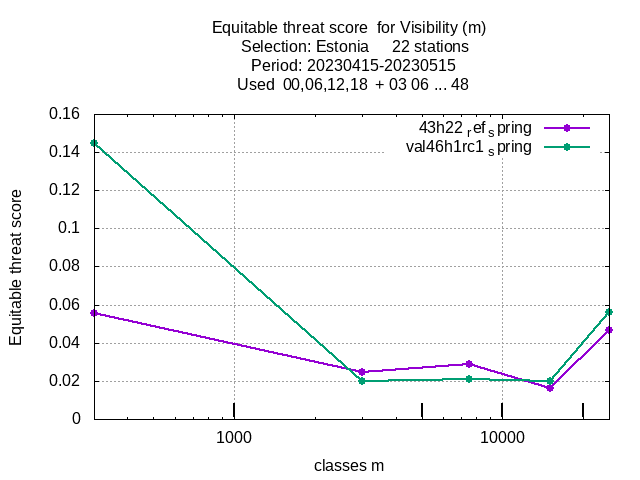 Equitable threat score  for Visibility (m)
Selection: Estonia     22 stations
Period: 20230415-20230515
Used  00,06,12,18  + 03 06 ... 48
43h22 ref spring
val46h1rc1 spring
Equitable threat score
0.16
0.14
0.12
0.1
0.08
0.06
0.04
0.02
0
1000 10000
classes m